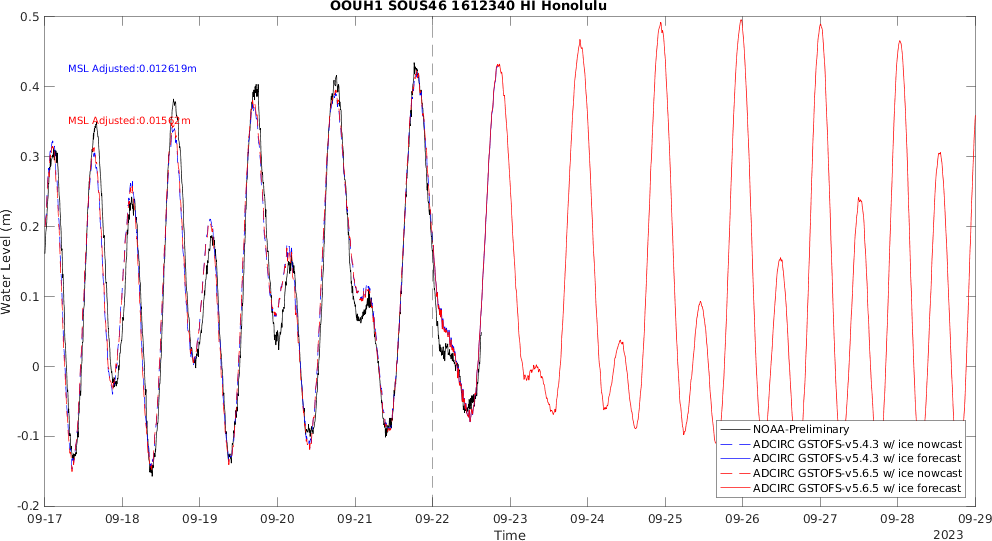 OOUH1 SOUS46 1612340 HI Honolulu
0.5
0.4
0.3
0.2
0.1
0
-0.1
-0.2
Water Level (m)
MSL Adjusted:0.012619m
MSL Adjusted:0.01562m
NOAA-Preliminary
ADCIRC GSTOFS-v5.4.3 w/ ice nowcast
ADCIRC GSTOFS-v5.4.3 w/ ice forecast
ADCIRC GSTOFS-v5.6.5 w/ ice nowcast
ADCIRC GSTOFS-v5.6.5 w/ ice forecast
09-17 09-18 09-19 09-20 09-21 09-22 09-23 09-24 09-25 09-26 09-27 09-28 09-29
Time
2023